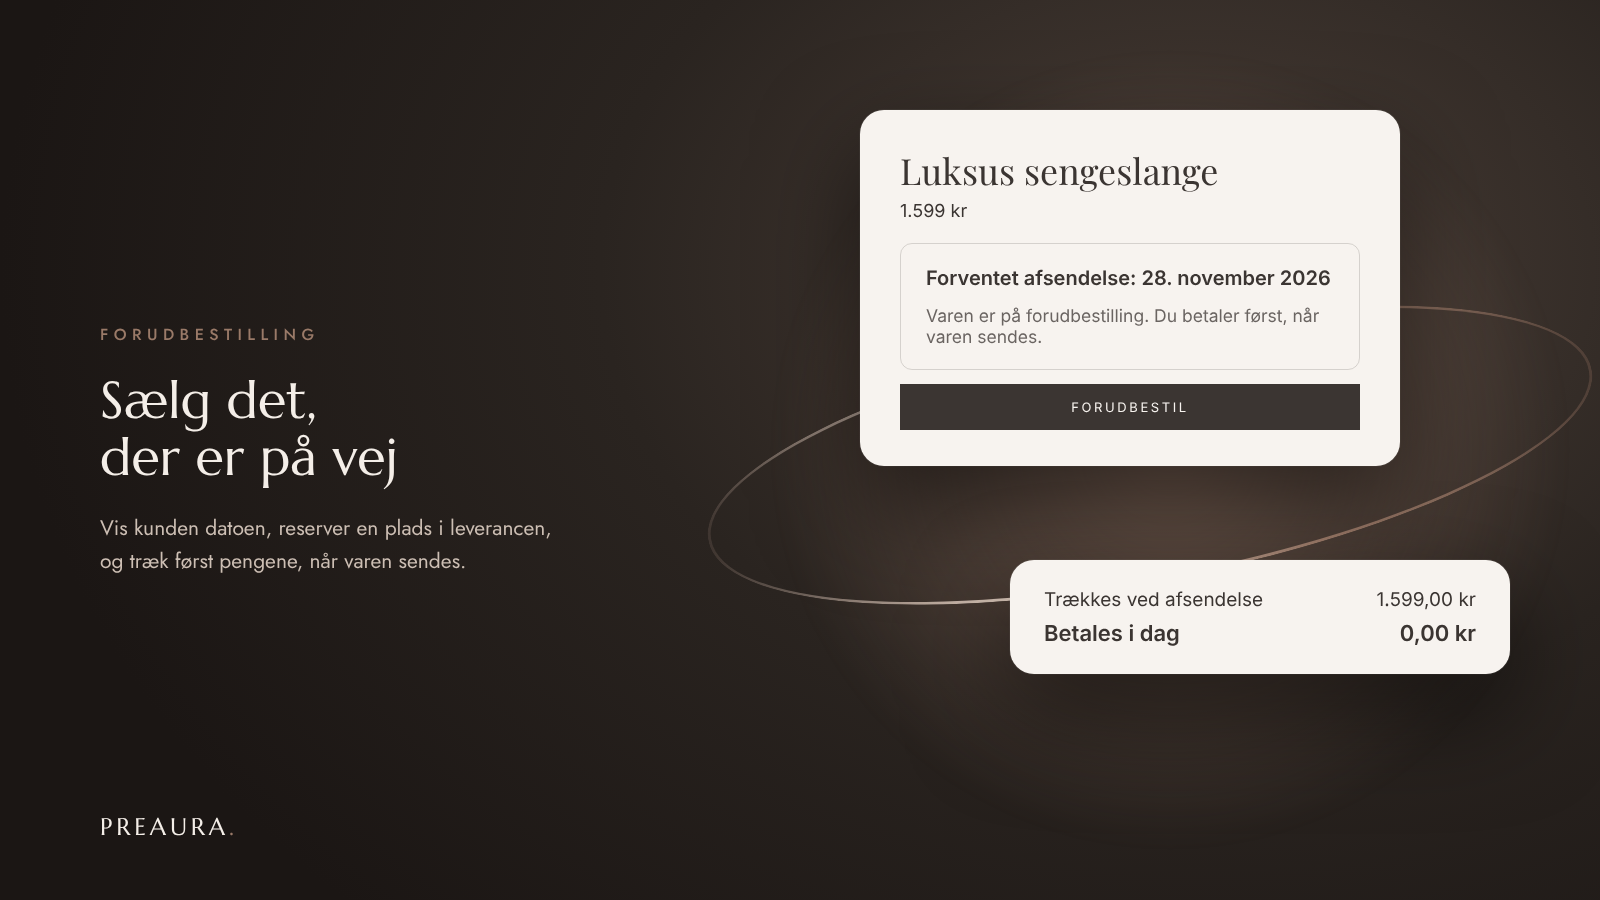 FORUDBESTILLING
Sælg det,
der er på vej
Vis kunden datoen, reserver en plads i leverancen,
og træk først pengene, når varen sendes.
PREAURA.
Luksus sengeslange
1.599 kr
Forventet afsendelse: 28. november 2026
Varen er på forudbestilling. Du betaler først, når
varen sendes.
FORUDBESTIL
Trækkes ved afsendelse 1.599,00 kr
Betales i dag 0,00 kr